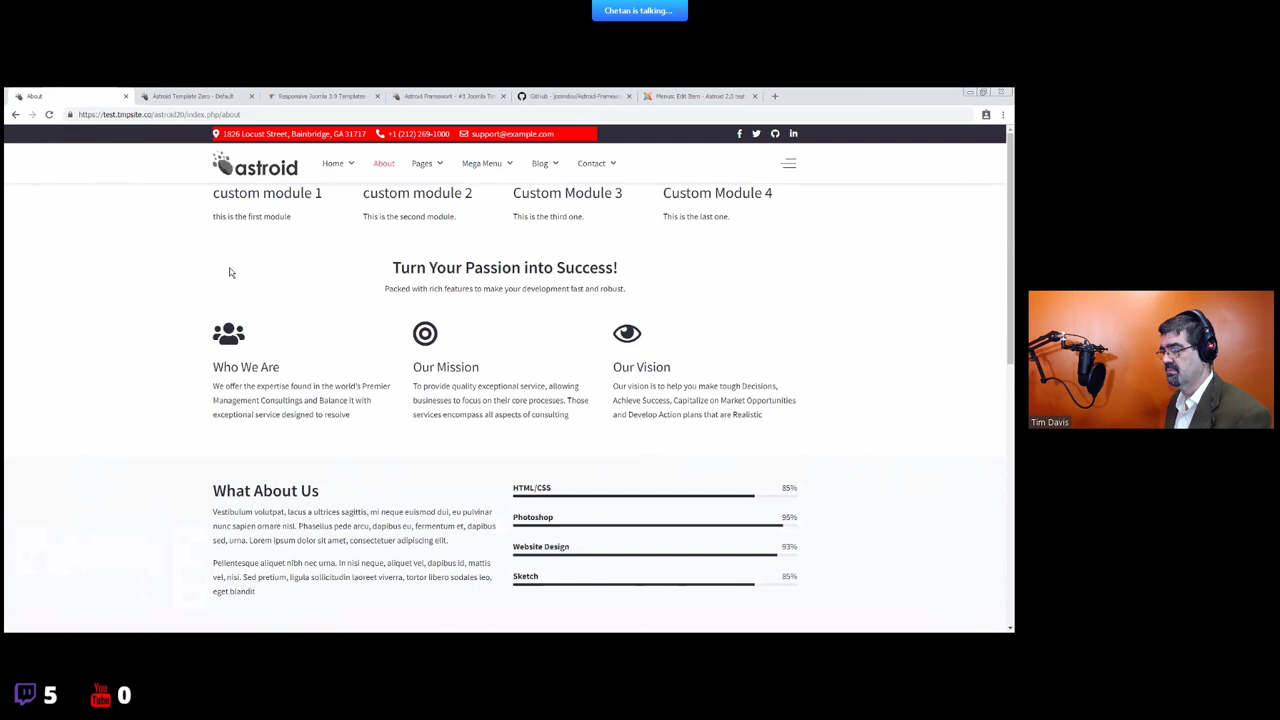 Chetan is talking...
About
Astroid Template Zero - Default
Responsive Joomla 3.9 Templates
Astroid Framework - #1 Joomla Te
GitHub - joomdev/Astroid-Framew
Menus: Edit Item - Astroid 2.0 test
https://test.tmpsite.co/astroid20/index.php/about
1826 Locust Street, Bainbridge, GA 31717 +1 (212) 269-1000 support@example.com
astroid Home About Pages Mega Menu Blog Contact
custom module 1 custom module 2 Custom Module 3 Custom Module 4
this is the first module This is the second module. This is the third one. This is the last one.
Turn Your Passion into Success!
Packed with rich features to make your development fast and robust.
Who We Are
We offer the expertise found in the world's Premier
Management Consultings and Balance it with
exceptional service designed to resolve
Our Mission
To provide quality exceptional service, allowing
businesses to focus on their core processes. Those
services encompass all aspects of consulting
Our Vision
Our vision is to help you make tough Decisions,
Achieve Success, Capitalize on Market Opportunities
and Develop Action plans that are Realistic
What About Us
Vestibulum volutpat, lacus a ultrices sagittis, mi neque euismod dui, eu pulvinar
nunc sapien ornare nisl. Phasellus pede arcu, dapibus eu, fermentum et, dapibus
sed, urna. Lorem ipsum dolor sit amet, consectetuer adipiscing elit.
Pellentesque aliquet nibh nec urna. In nisi neque, aliquet vel, dapibus id, mattis
vel, nisi. Sed pretium, ligula sollicitudin laoreet viverra, tortor libero sodales leo,
eget blandit
HTML/CSS 85%
Photoshop 95%
Website Design 93%
Sketch 85%
Tim Davis
5 You Tube 0